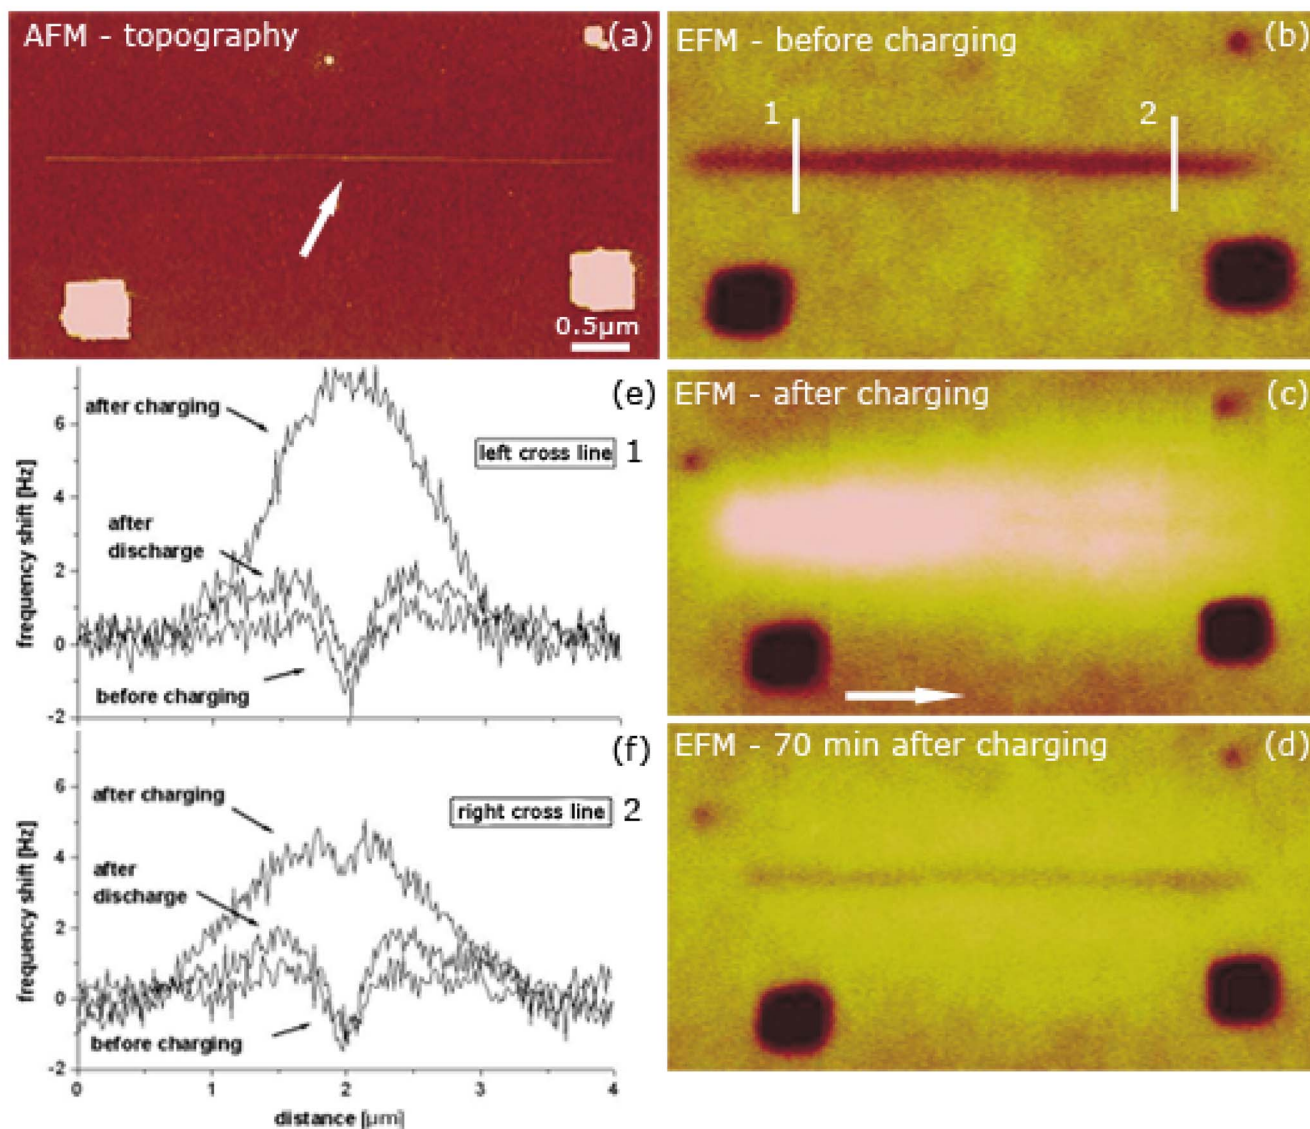 AFM - topography
(a)
0.5µm
EFM - before charging
(b)
1
2
(e)
after charging
left cross line
1
after
discharge
before charging
frequency shift [Hz]
6
4
2
0
-2
EFM - after charging
(c)
(f)
after charging
right cross line
2
after
discharge
before charging
frequency shift [Hz]
6
4
2
0
-2
0
1
2
3
4
distance [µm]
EFM - 70 min after charging
(d)